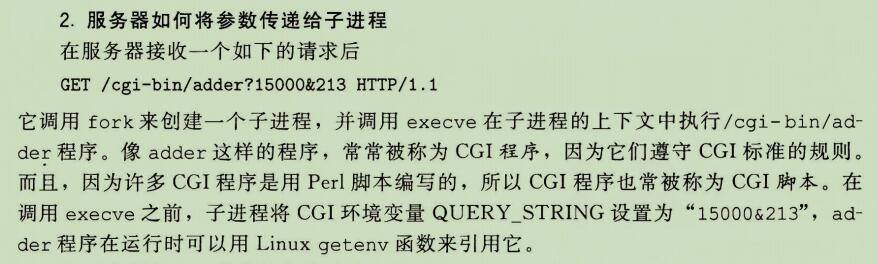 2. 服务器如何将参数传递给子进程
在服务器接收一个如下的请求后
GET /cgi-bin/adder?15000&213 HTTP/1.1
它调用 fork 来创建一个子进程，并调用 execve 在子进程的上下文中执行/cgi-bin/ad-
der 程序。像 adder 这样的程序，常常被称为 CGI 程序，因为它们遵守 CGI 标准的规则。
而且，因为许多 CGI 程序是用 Perl 脚本编写的，所以 CGI 程序也常被称为 CGI 脚本。在
调用 execve 之前，子进程将 CGI 环境变量 QUERY_STRING 设置为“15000&213”，ad-
der 程序在运行时可以用 Linux getenv 函数来引用它。